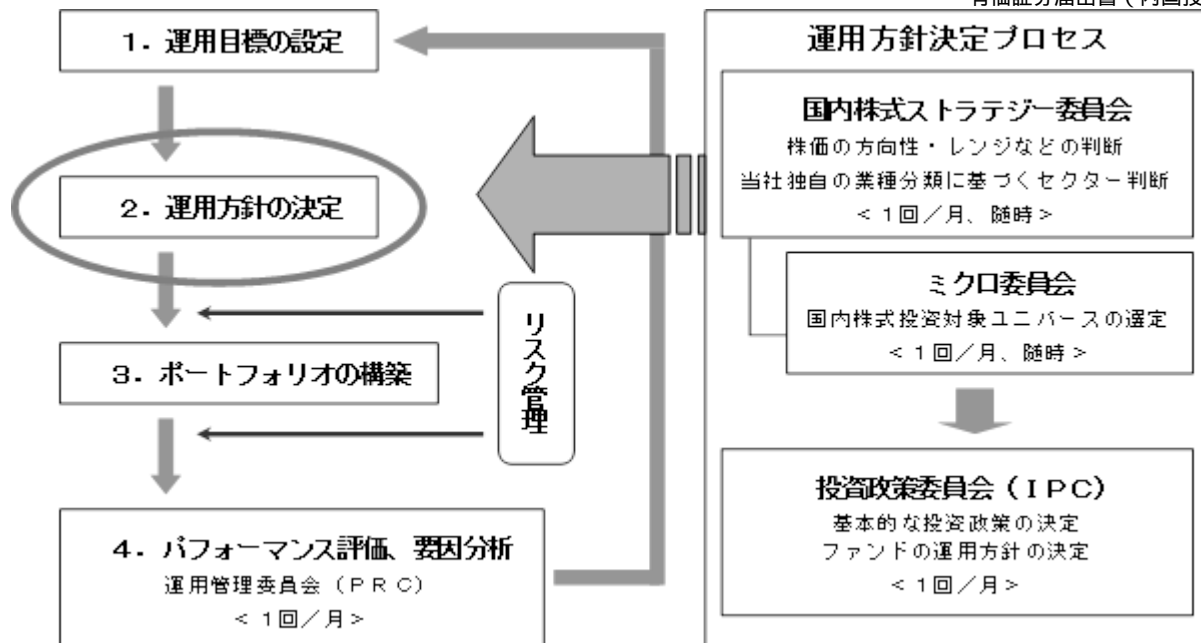 1．運用目標の設定
2．運用方針の決定
リスク管理
3．ポートフォリオの構築
4．パフォーマンス評価、要因分析
運用管理委員会（ＰＲＣ）
＜1回／月＞
運用方針決定プロセス
国内株式ストラテジー委員会
株価の方向性・レンジなどの判断
当社独自の業種分類に基づくセクター判断
＜1回／月、随時＞
ミクロ委員会
国内株式投資対象ユニバースの選定
＜1回／月、随時＞
投資政策委員会（ＩＰＣ）
基本的な投資政策の決定
ファンドの運用方針の決定
＜1回／月＞